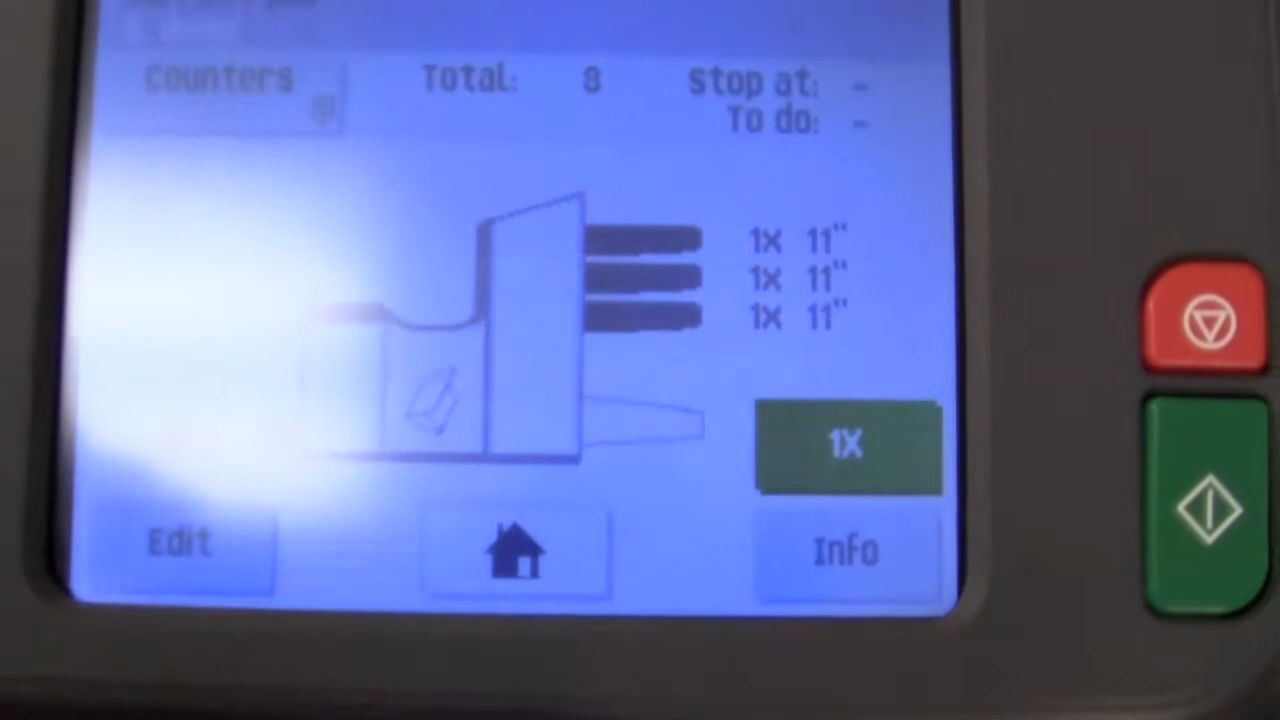 Counters Total: 8 Stop at: -
To do: -
1X 11"
1X 11"
1X 11"
1X
Edit Info